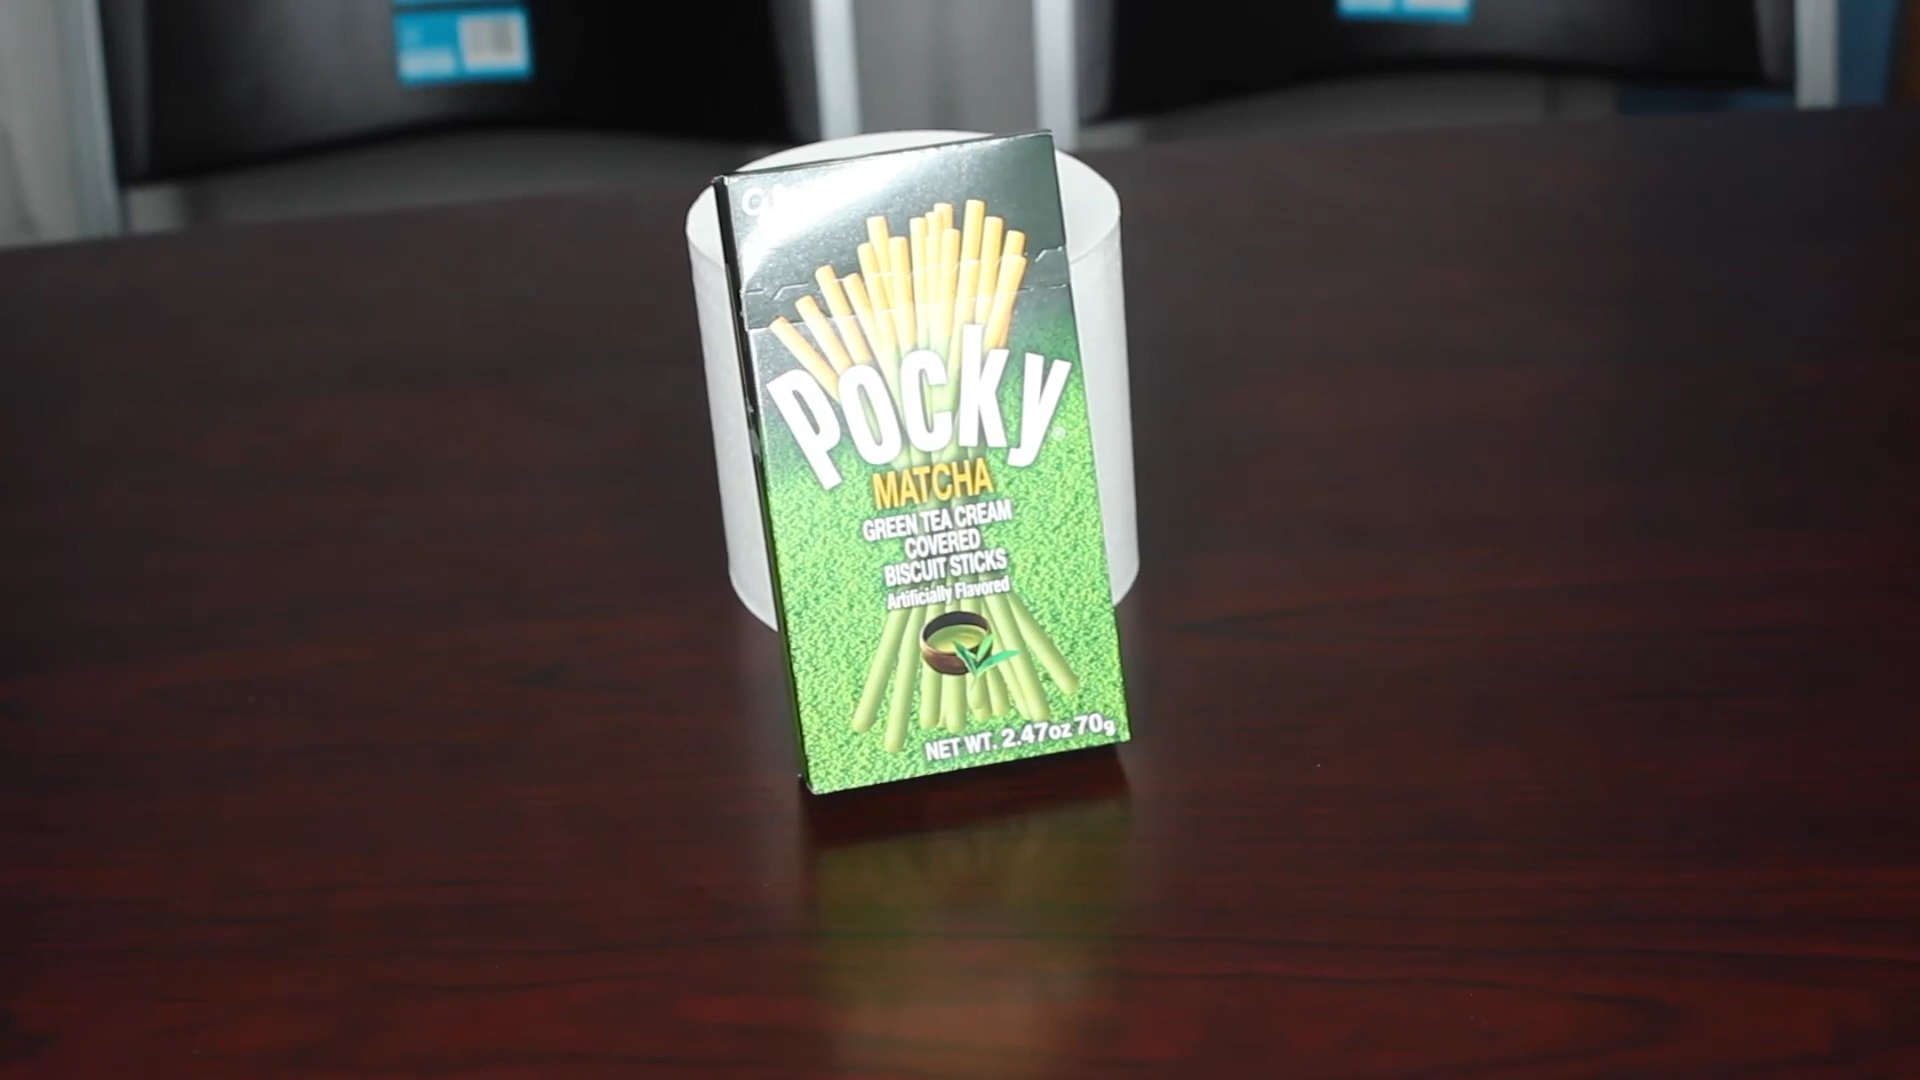 Pocky
MATCHA
GREEN TEA CREAM
COVERED
BISCUIT STICKS
Artificially Flavored
NET WT. 2.47oz 70g